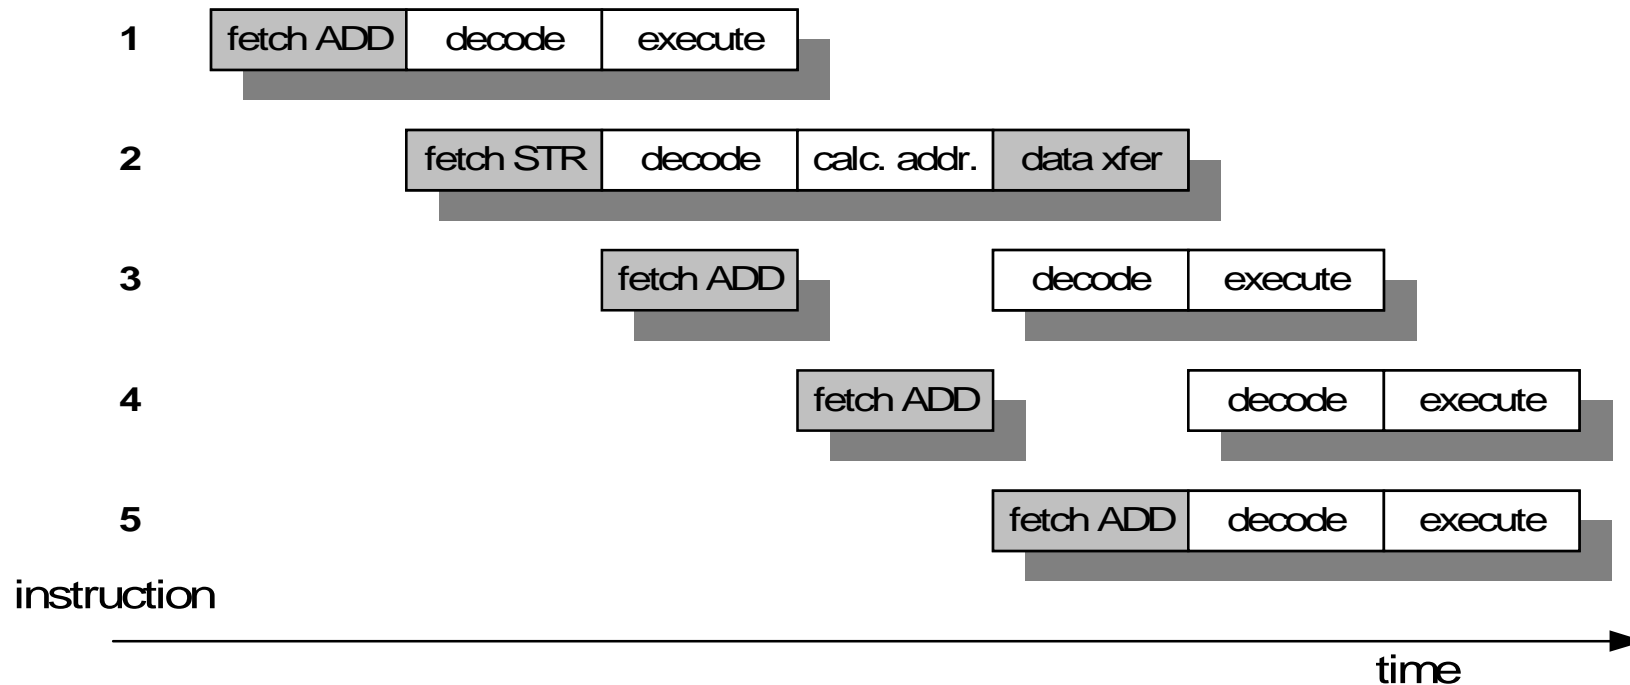 1 fetch ADD decode execute
2 fetch STR decode calc. addr. data xfer
3 fetch ADD decode execute
4 fetch ADD decode execute
5 fetch ADD decode execute
instruction
time